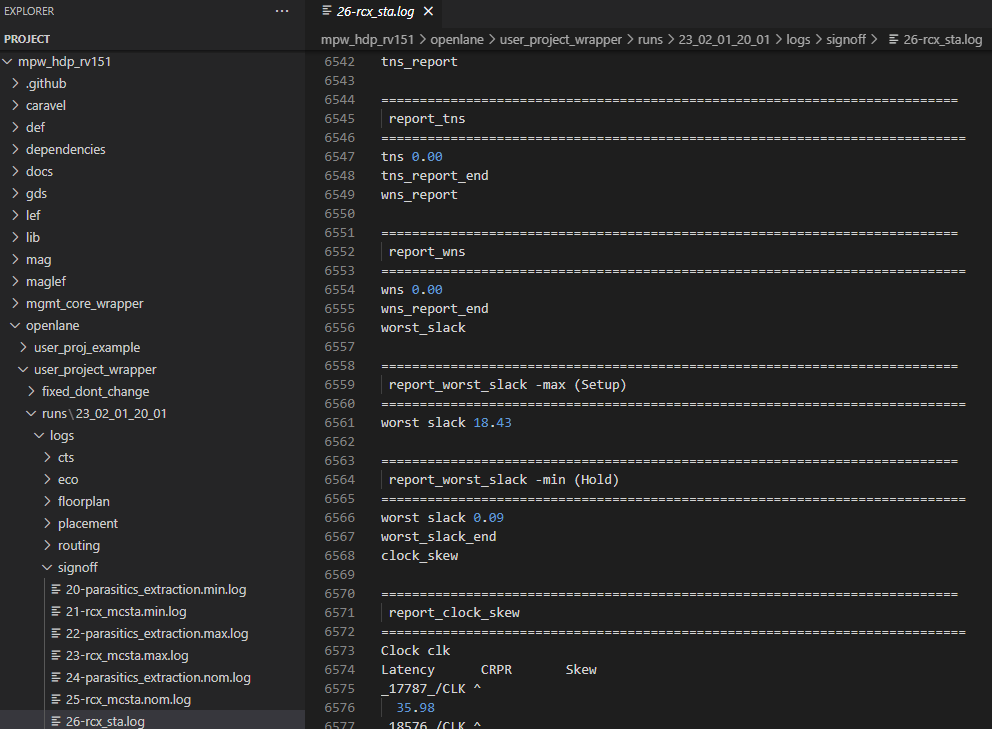 EXPLORER
PROJECT
mpw_hdp_rv151
.github
caravel
def
dependencies
docs
gds
lef
lib
mag
maglef
mgmt_core_wrapper
openlane
user_proj_example
user_project_wrapper
fixed_dont_change
runs\23_02_01_20_01
logs
cts
eco
floorplan
placement
routing
signoff
20-parasitics_extraction.min.log
21-rcx_mcsta.min.log
22-parasitics_extraction.max.log
23-rcx_mcsta.max.log
24-parasitics_extraction.nom.log
25-rcx_mcsta.nom.log
26-rcx_sta.log
26-rcx_sta.log
mpw_hdp_rv151 > openlane > user_project_wrapper > runs > 23_02_01_20_01 > logs > signoff > 26-rcx_sta.log
6542 tns_report
6543
6544 ===========================================================================
6545 report_tns
6546 ============================================================================
6547 tns 0.00
6548 tns_report_end
6549 wns_report
6550
6551 ===========================================================================
6552 report_wns
6553 ============================================================================
6554 wns 0.00
6555 wns_report_end
6556 worst_slack
6557
6558 ===========================================================================
6559 report_worst_slack -max (Setup)
6560 ============================================================================
6561 worst slack 18.43
6562
6563 ===========================================================================
6564 report_worst_slack -min (Hold)
6565 ============================================================================
6566 worst slack 0.09
6567 worst_slack_end
6568 clock_skew
6569
6570 ===========================================================================
6571 report_clock_skew
6572 ============================================================================
6573 Clock clk
6574 Latency CRPR Skew
6575 _17787_/CLK ^
6576 35.98
6577 _18576_/CLK ^